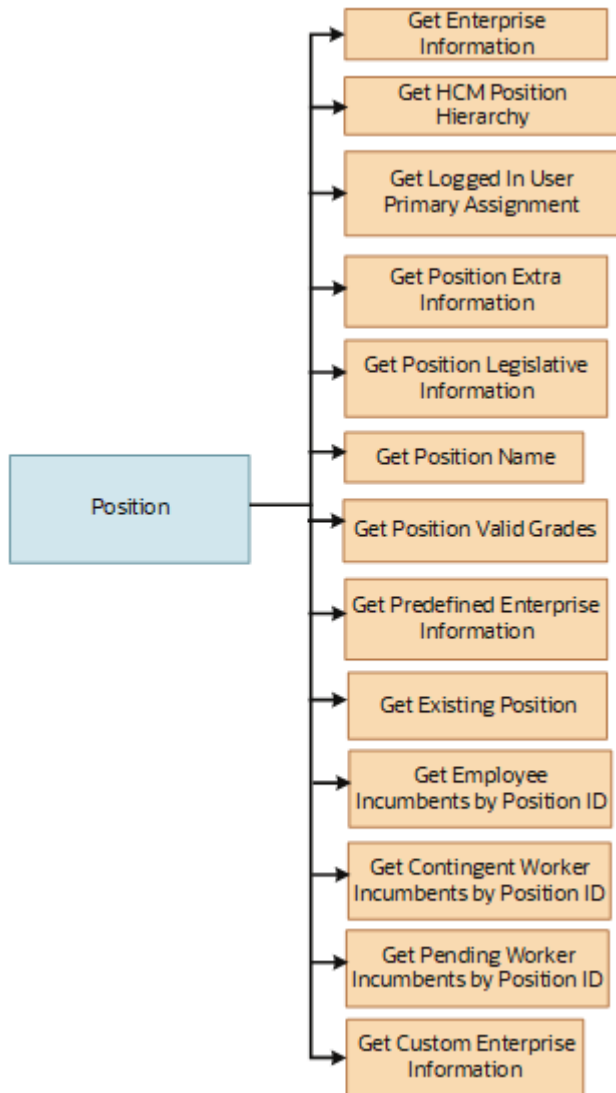 Get Enterprise
Information
Get HCM Position
Hierarchy
Get Logged In User
Primary Assignment
Get Position Extra
Information
Get Position Legislative
Information
Get Position Name
Position
Get Position Valid Grades
Get Predefined Enterprise
Information
Get Existing Position
Get Employee
Incumbents by Position ID
Get Contingent Worker
Incumbents by Position ID
Get Pending Worker
Incumbents by Position ID
Get Custom Enterprise
Information